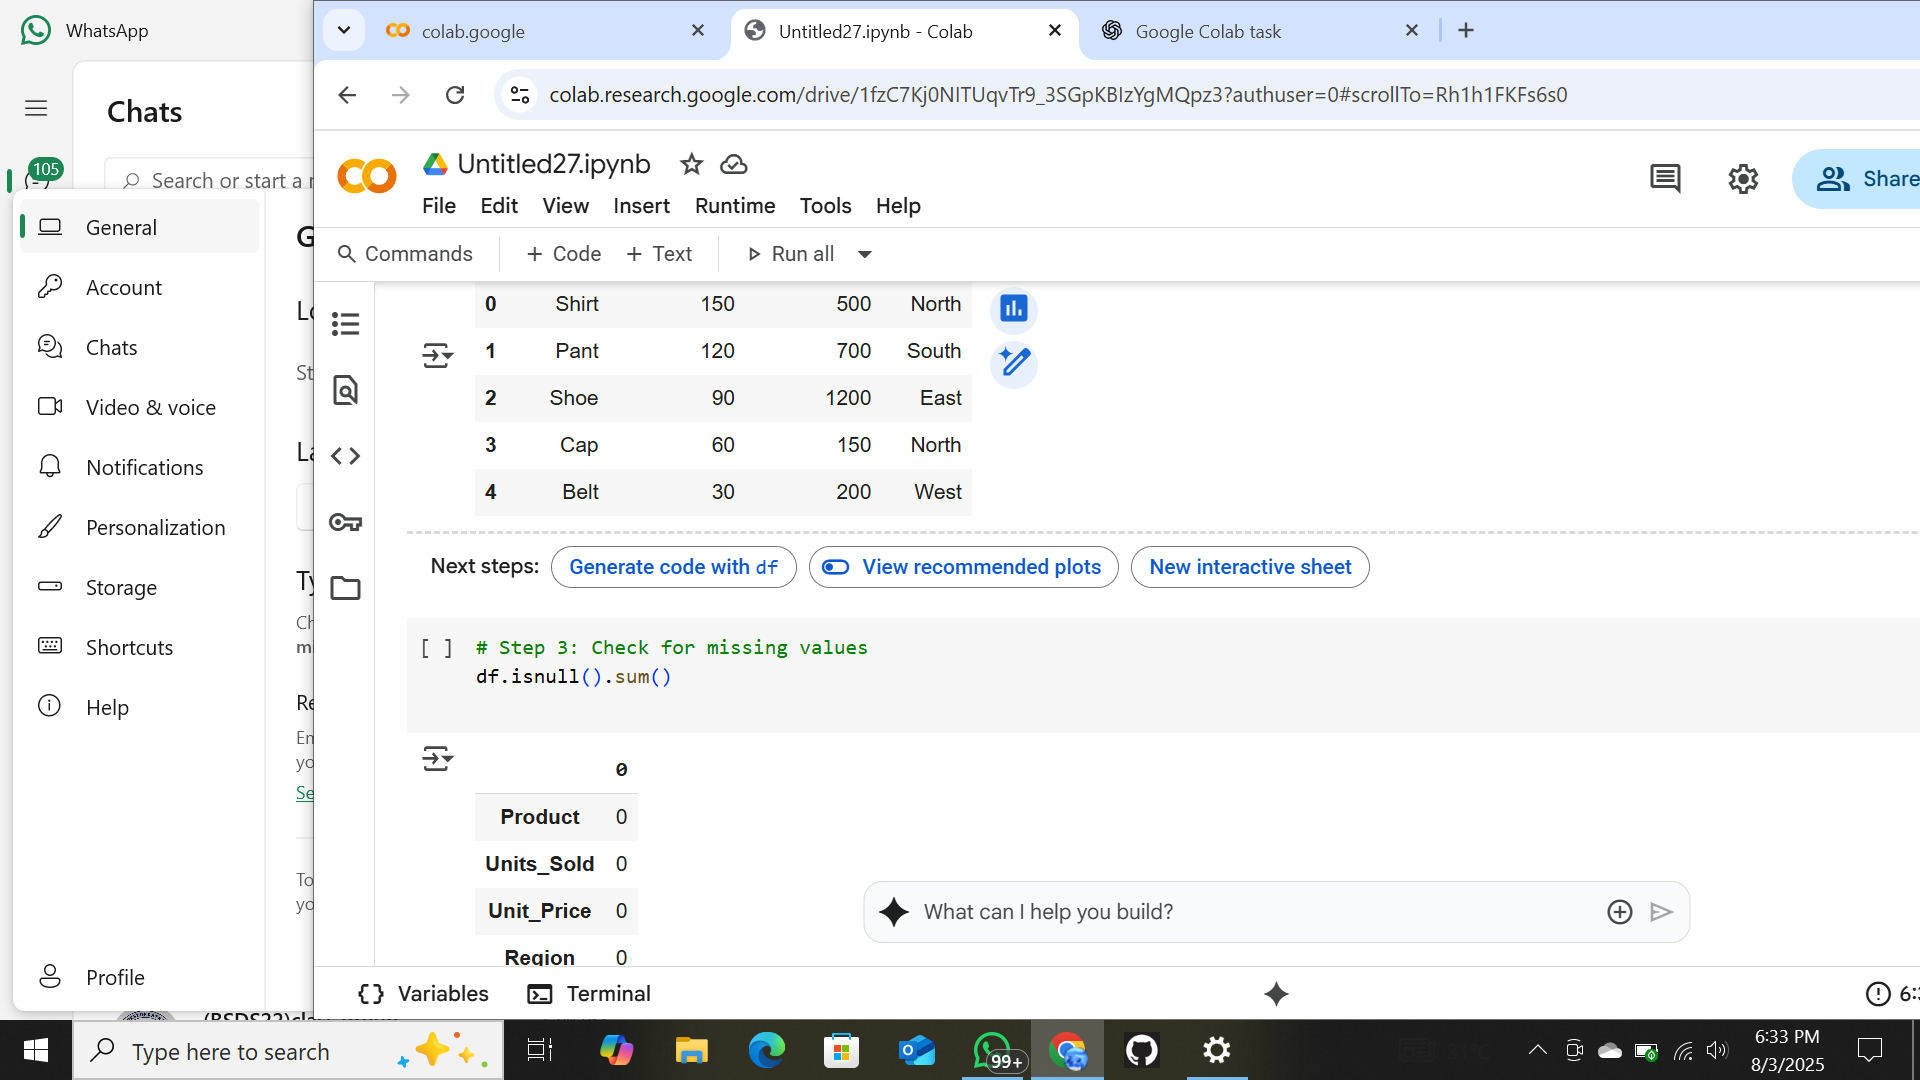 WhatsApp
Chats
105
Search or start a
General
Account
Chats
Video & voice
Notifications
Personalization
Storage
Shortcuts
Help
Profile
colab.google
Untitled27.ipynb - Colab
Google Colab task
colab.research.google.com/drive/1fzC7Kj0NITUqvTr9_3SGpKBIzYgMQpz3?authuser=0#scrollTo=Rh1h1FKFs6s0
Untitled27.ipynb
Share
File Edit View Insert Runtime Tools Help
Commands + Code + Text Run all
0 Shirt 150 500 North
1 Pant 120 700 South
2 Shoe 90 1200 East
3 Cap 60 150 North
4 Belt 30 200 West
Next steps: Generate code with df View recommended plots New interactive sheet
[ ] # Step 3: Check for missing values
df.isnull().sum()
0
Product 0
Units_Sold 0
Unit_Price 0
Region 0
What can I help you build?
Variables Terminal
Type here to search
99+
6:33 PM
8/3/2025